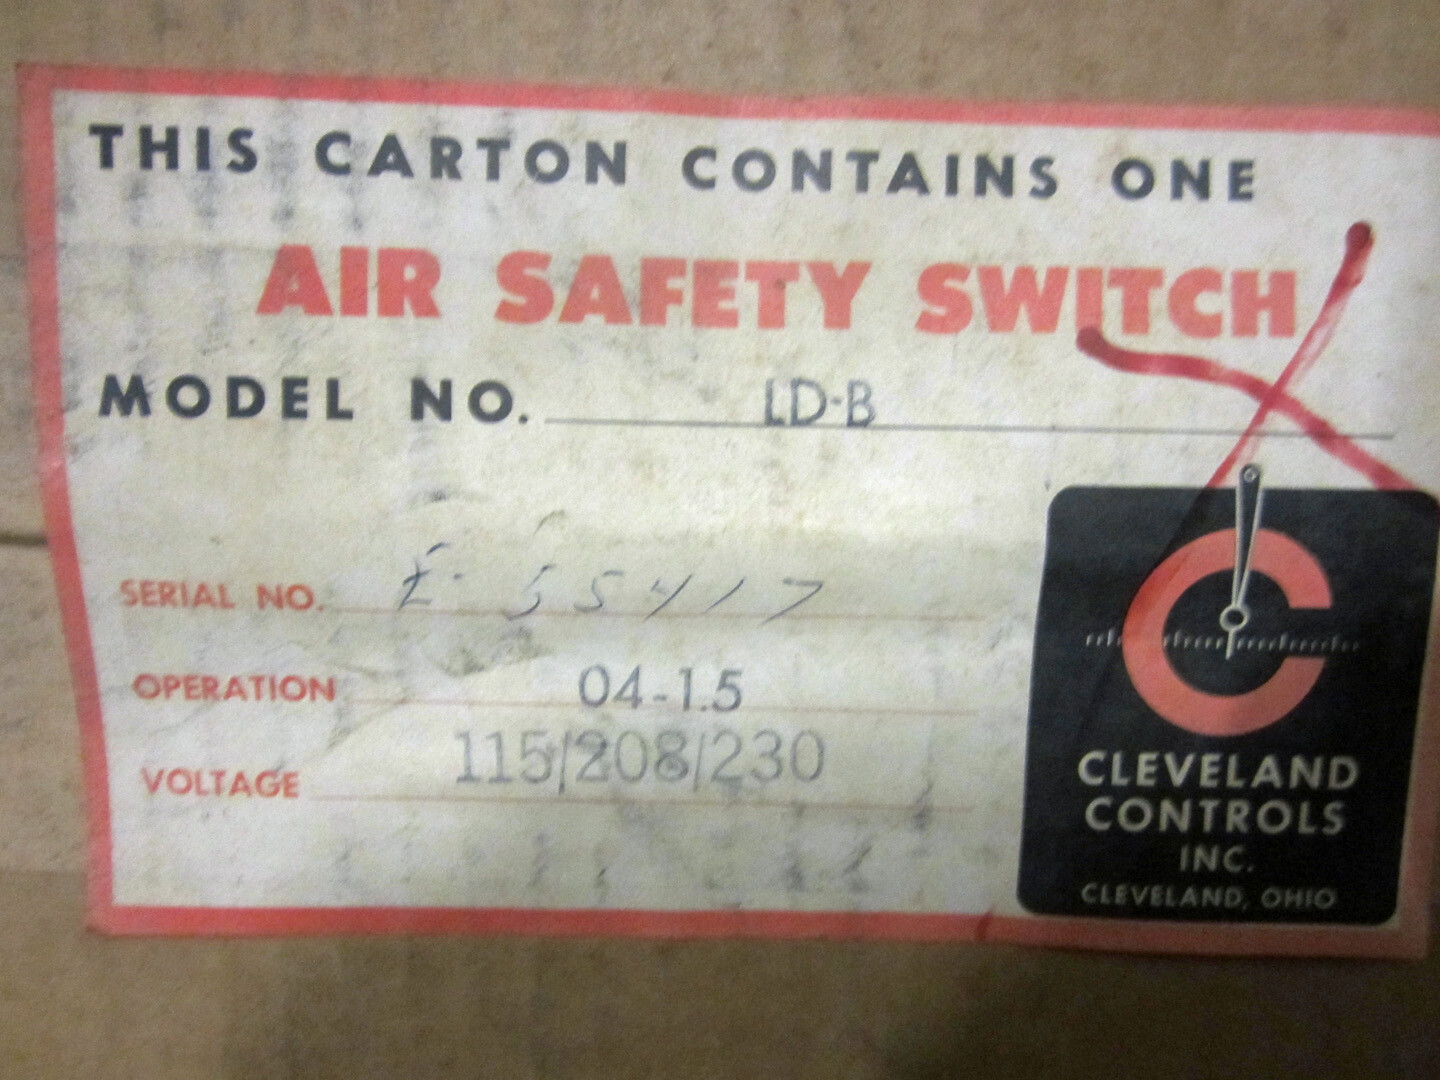 THIS CARTON CONTAINS ONE
AIR SAFETY SWITCH
MODEL NO. LD-B
SERIAL NO. E-55417
OPERATION 04-1.5
VOLTAGE 115/208/230
CLEVELAND
CONTROLS
INC.
CLEVELAND, OHIO